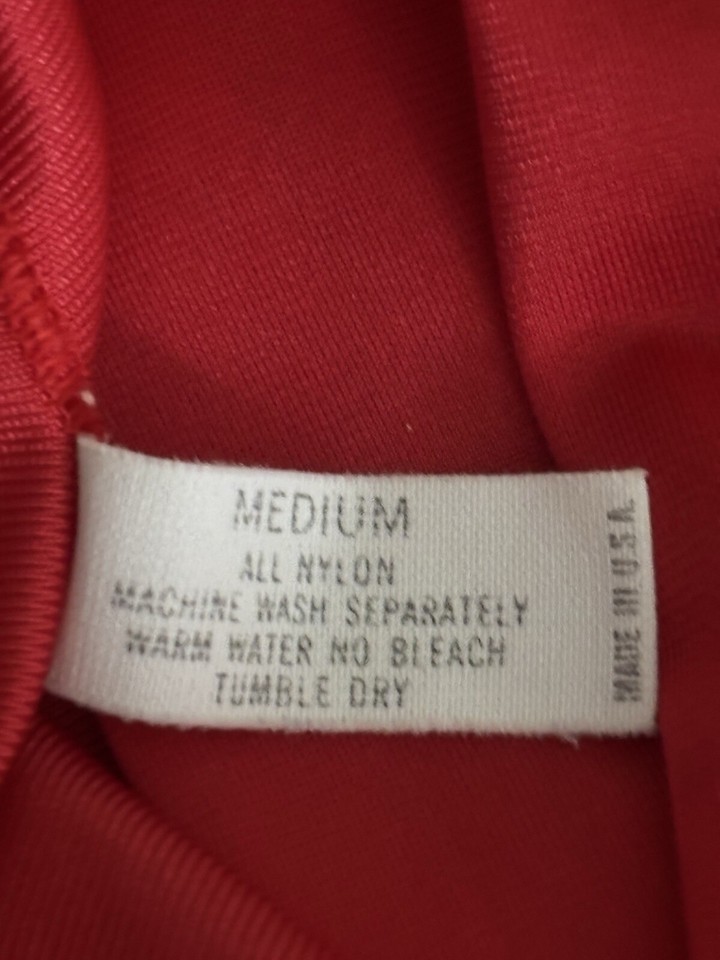 MEDIUM
ALL NYLON
MACHINE WASH SEPARATELY
WARM WATER NO BLEACH
TUMBLE DRY
MADE IN U.S.A.